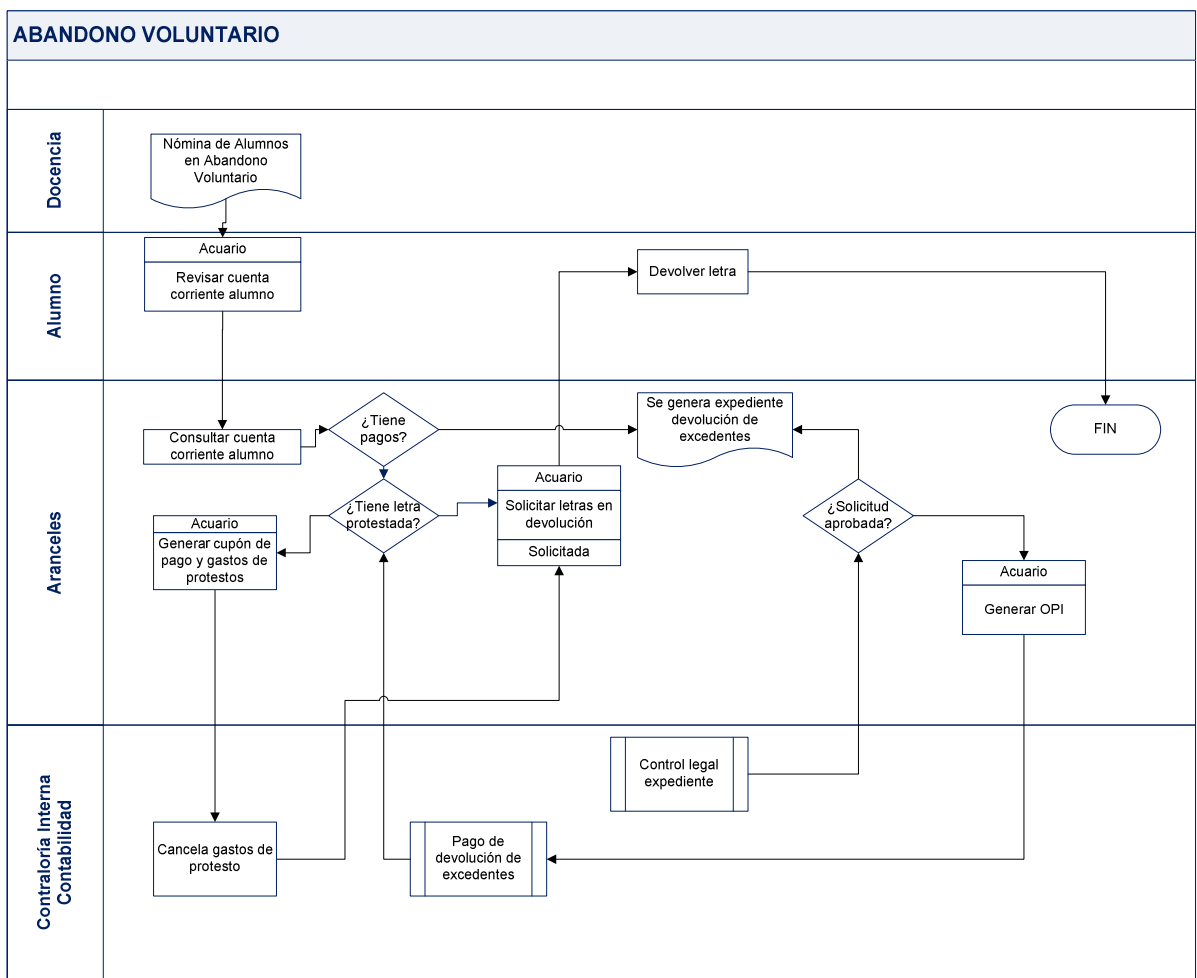 ABANDONO VOLUNTARIO
Docencia
Nómina de Alumnos
en Abandono
Voluntario
Alumno
Acuario
Revisar cuenta
corriente alumno
Devolver letra
Aranceles
Consultar cuenta
corriente alumno
¿Tiene
pagos?
Se genera expediente
devolución de
excedentes
FIN
¿Tiene letra
protestada?
Acuario
Solicitar letras en
devolución
Solicitada
¿Solicitud
aprobada?
Acuario
Generar cupón de
pago y gastos de
protestos
Acuario
Generar OPI
Contraloría Interna
Contabilidad
Control legal
expediente
Cancela gastos de
protesto
Pago de
devolución de
excedentes